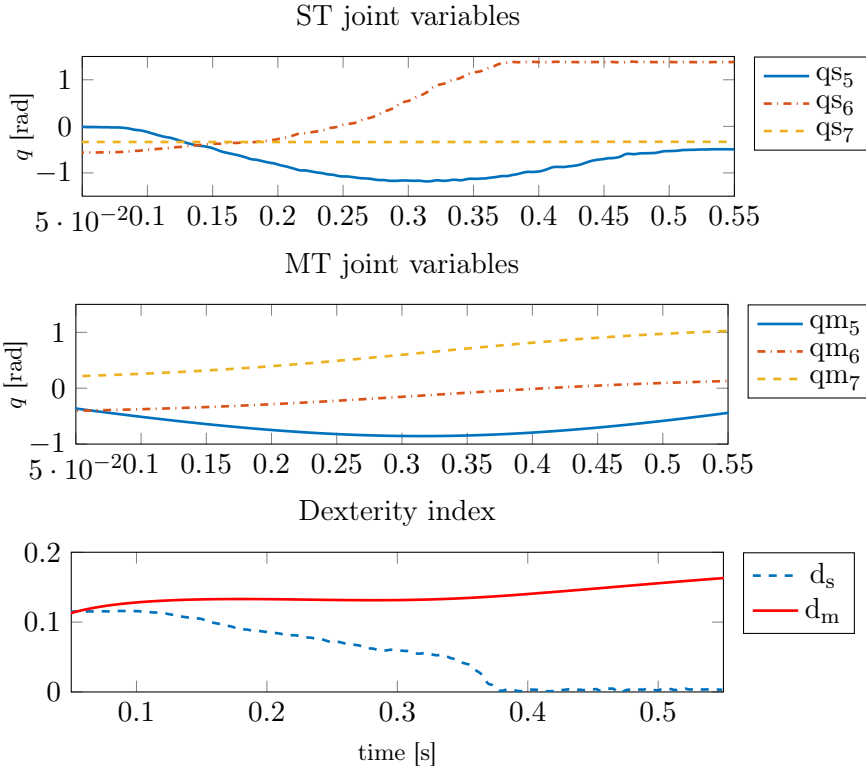 ST joint variables
1
0
−1
q [rad]
5 · 10−2 0.1 0.15 0.2 0.25 0.3 0.35 0.4 0.45 0.5 0.55
qs5
qs6
qs7
MT joint variables
1
0
−1
q [rad]
5 · 10−2 0.1 0.15 0.2 0.25 0.3 0.35 0.4 0.45 0.5 0.55
qm5
qm6
qm7
Dexterity index
0.2
0.1
0
0.1 0.2 0.3 0.4 0.5
time [s]
ds
dm